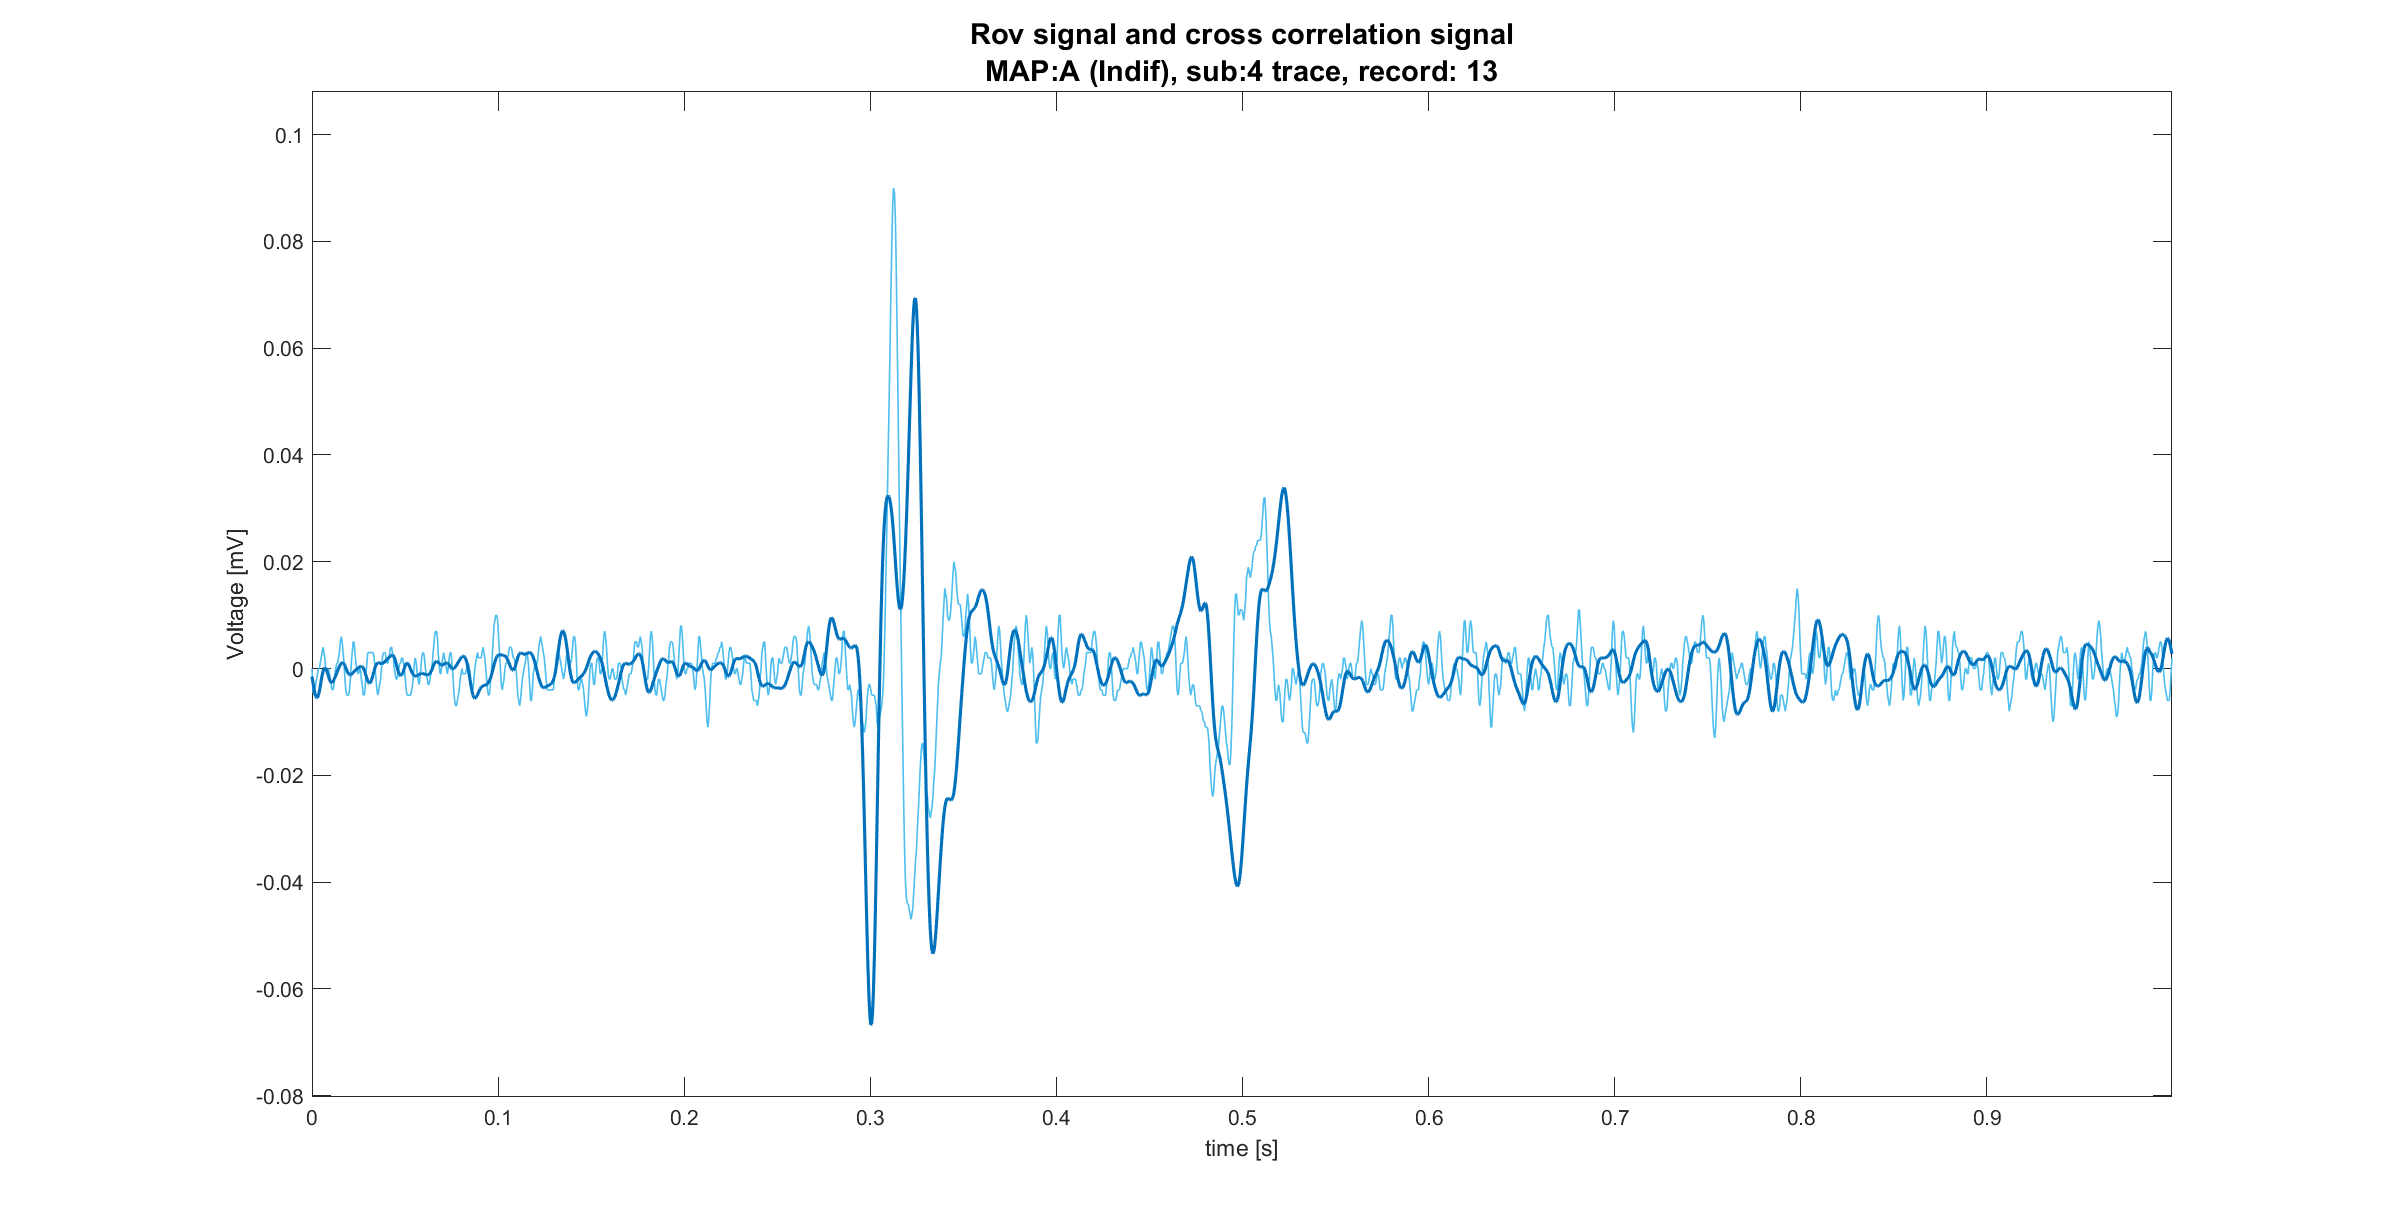 Rov signal and cross correlation signal
MAP:A (Indif), sub:4 trace, record: 13
0.1
0.08
0.06
0.04
0.02
0
-0.02
-0.04
-0.06
-0.08
Voltage [mV]
0 0.1 0.2 0.3 0.4 0.5 0.6 0.7 0.8 0.9
time [s]